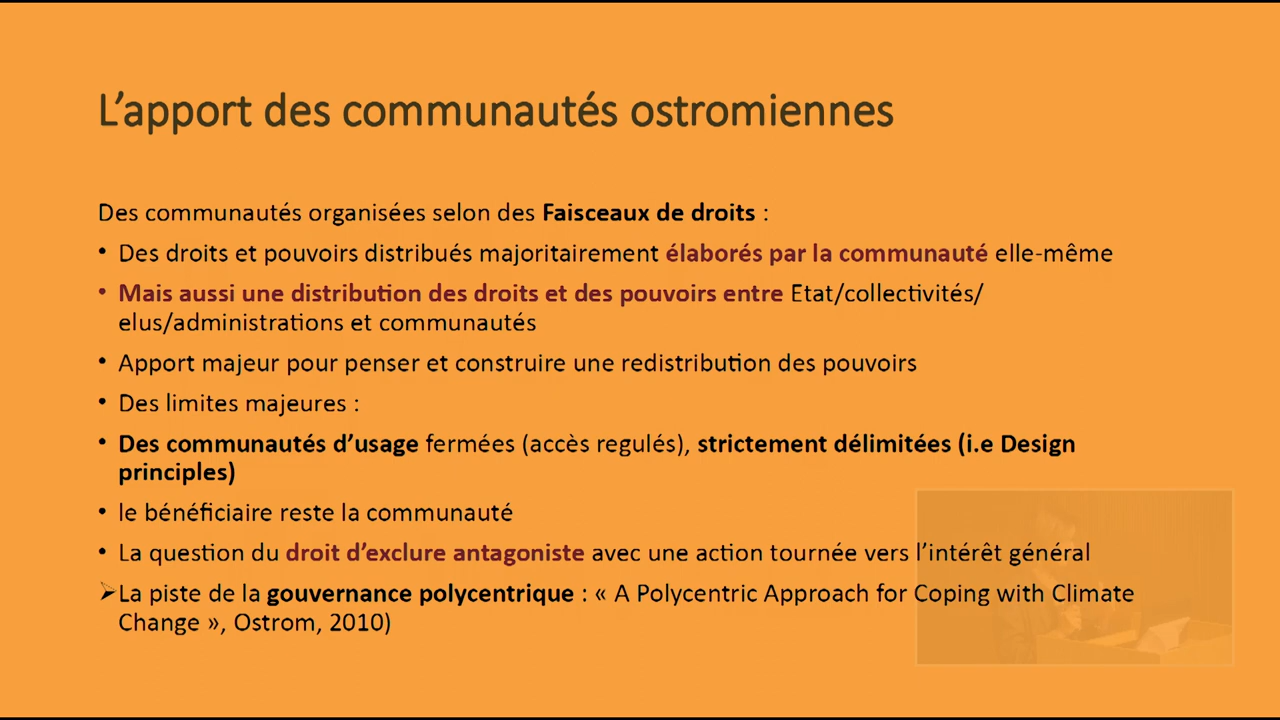 L’apport des communautés ostromiennes
Des communautés organisées selon des Faisceaux de droits :
• Des droits et pouvoirs distribués majoritairement élaborés par la communauté elle-même
• Mais aussi une distribution des droits et des pouvoirs entre Etat/collectivités/
elus/administrations et communautés
• Apport majeur pour penser et construire une redistribution des pouvoirs
• Des limites majeures :
• Des communautés d’usage fermées (accès regulés), strictement délimitées (i.e Design
principles)
• le bénéficiaire reste la communauté
• La question du droit d’exclure antagoniste avec une action tournée vers l’intérêt général
➢La piste de la gouvernance polycentrique : « A Polycentric Approach for Coping with Climate
Change », Ostrom, 2010)